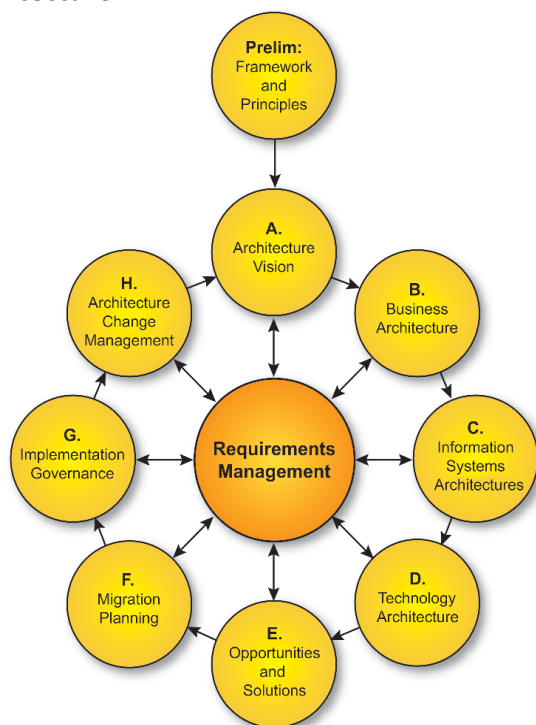 Prelim:
Framework
and
Principles
A.
Architecture
Vision
B.
Business
Architecture
C.
Information
Systems
Architectures
D.
Technology
Architecture
E.
Opportunities
and
Solutions
F.
Migration
Planning
G.
Implementation
Governance
H.
Architecture
Change
Management
Requirements
Management